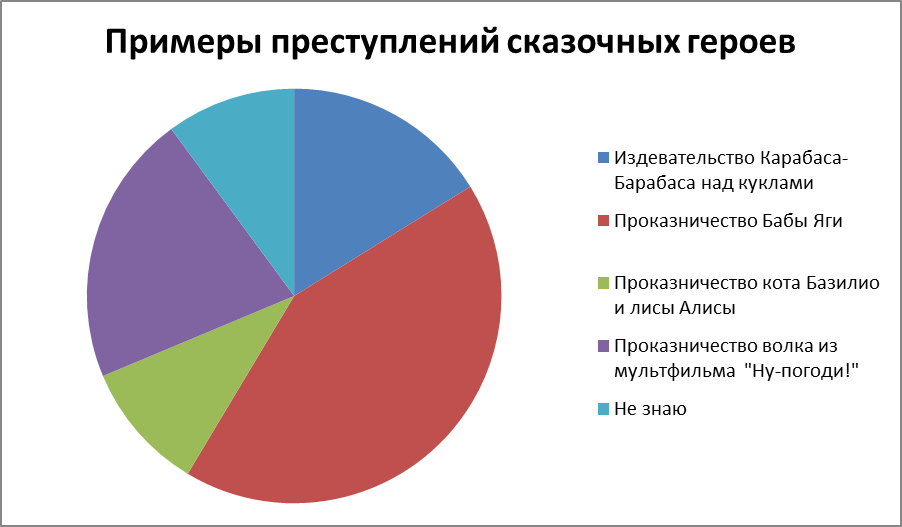 Примеры преступлений сказочных героев
Издевательство Карабаса-
Барабаса над куклами
Проказничество Бабы Яги
Проказничество кота Базилио
и лисы Алисы
Проказничество волка из
мультфильма "Ну-погоди!"
Не знаю